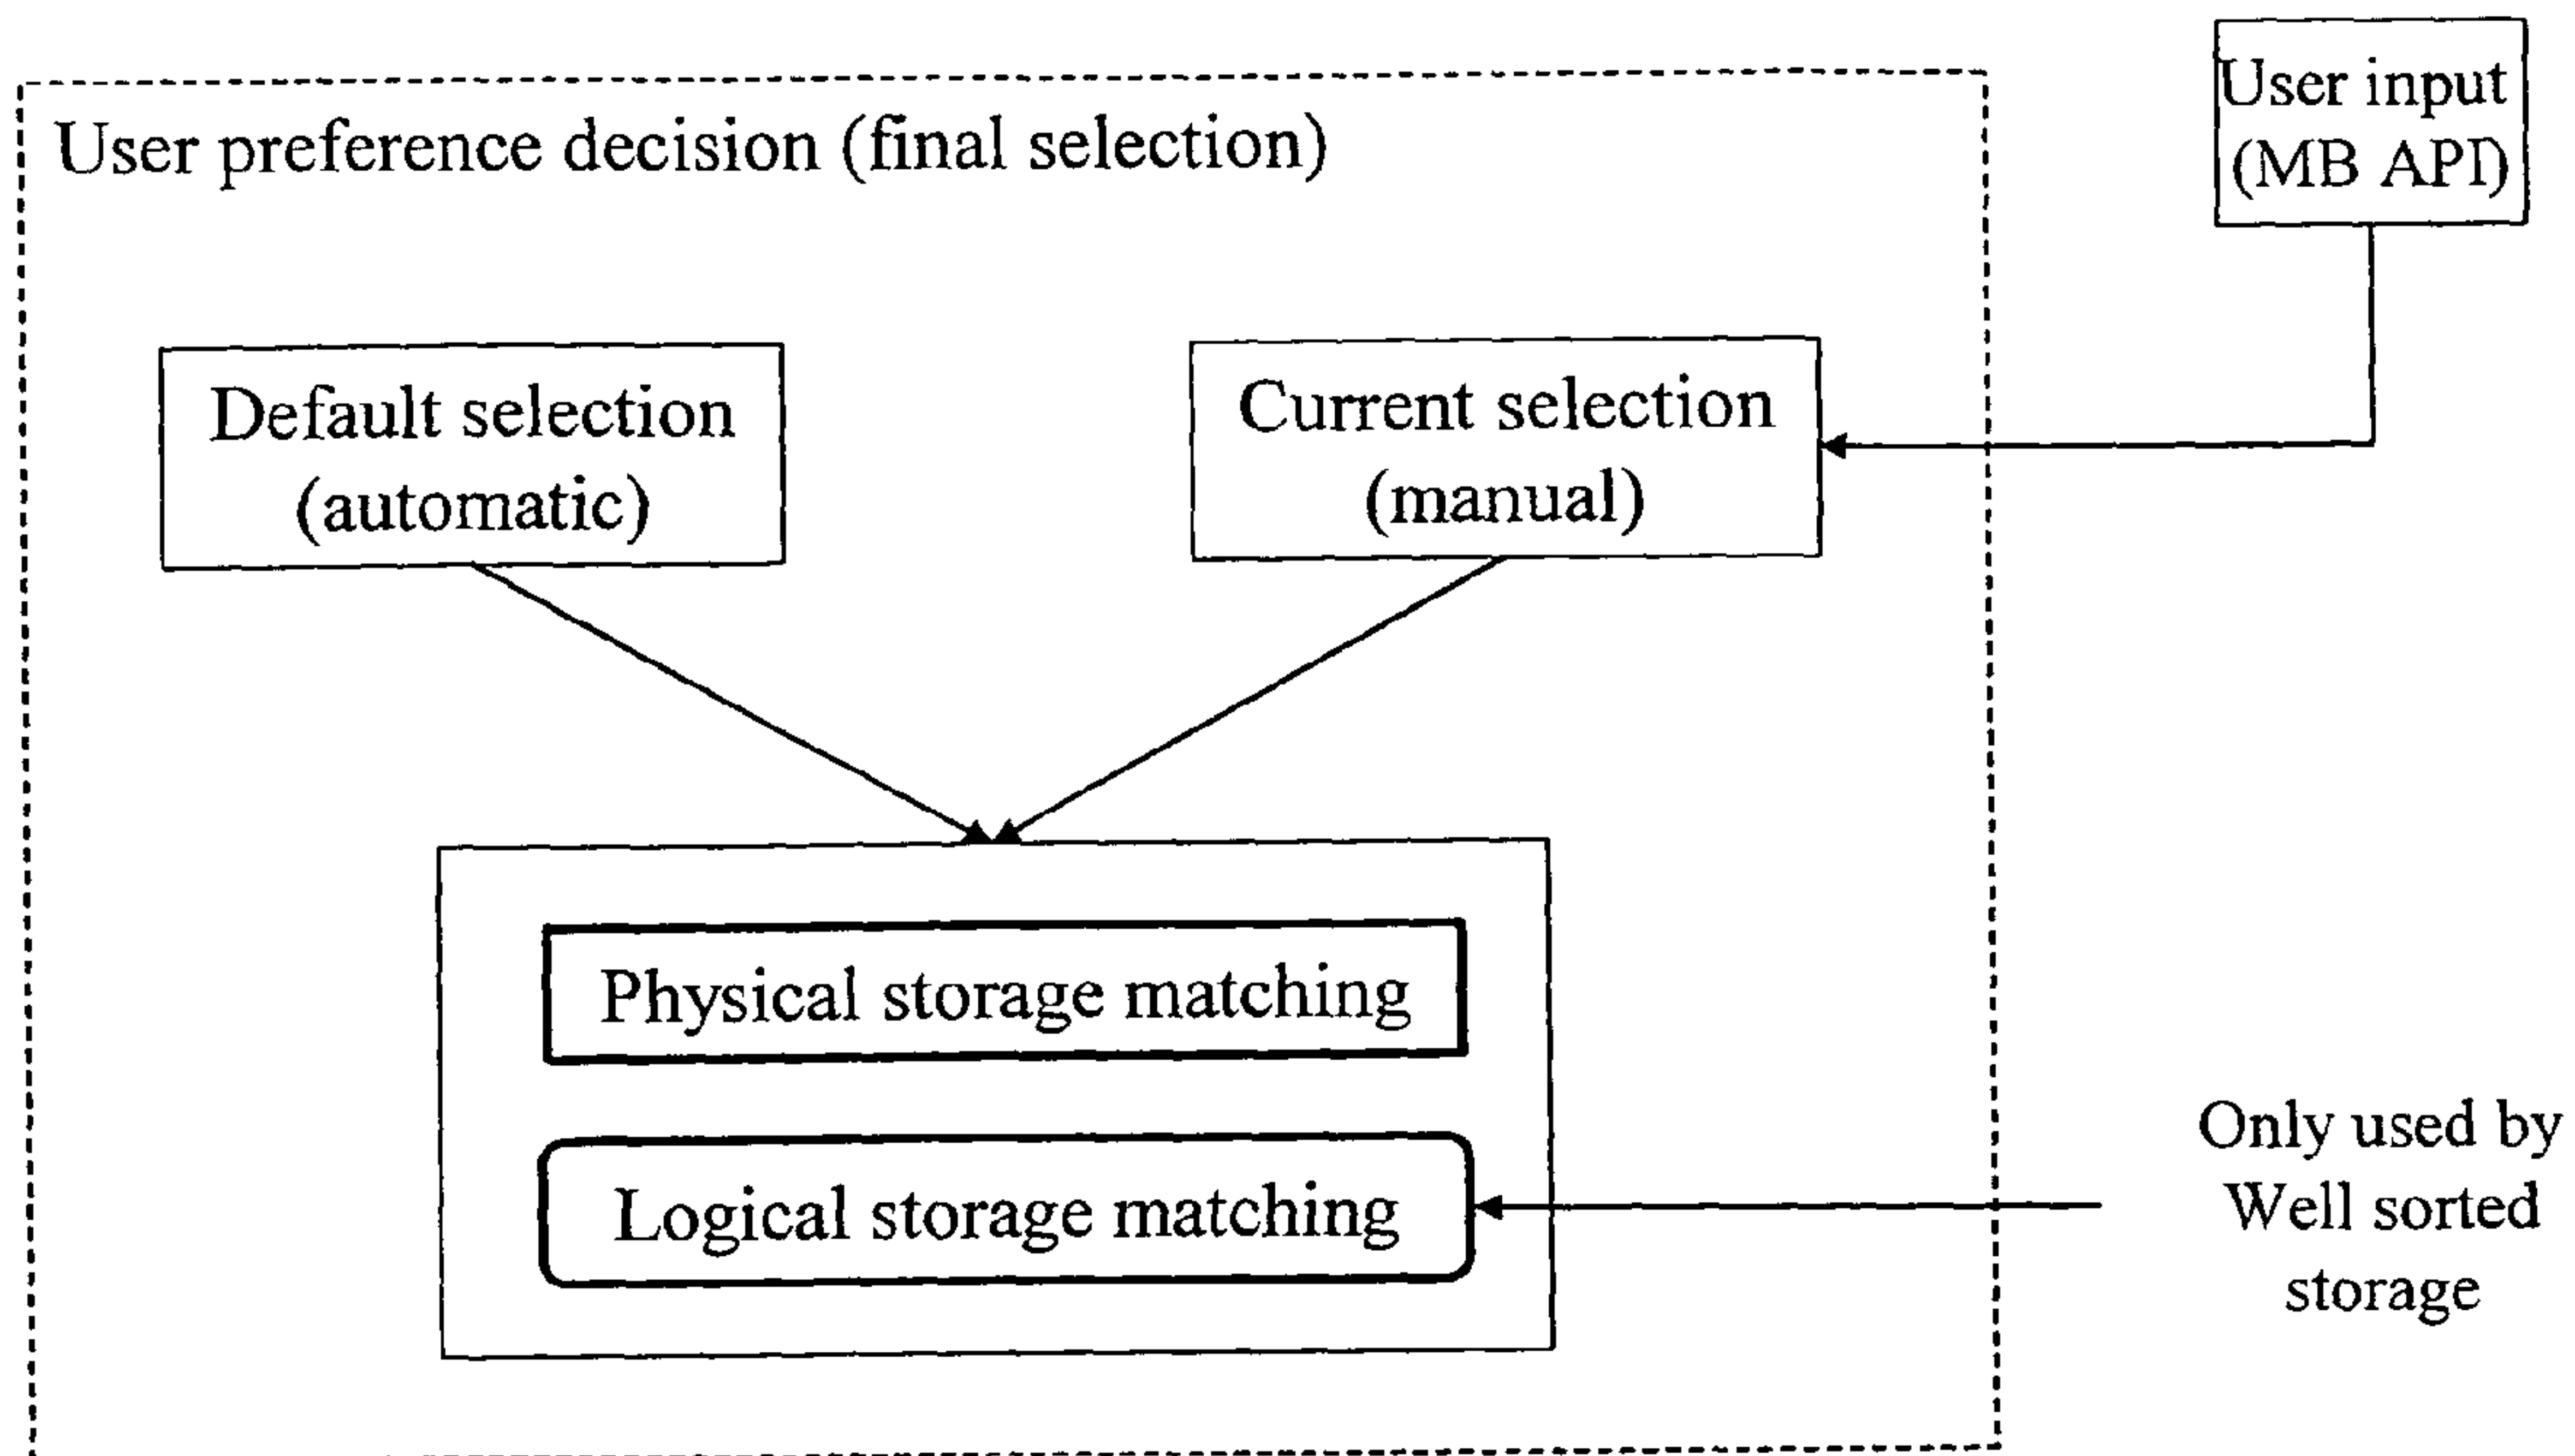 User input
(MB API)
User preference decision (final selection)
Default selection
(automatic)
Current selection
(manual)
Physical storage matching
Logical storage matching
Only used by
Well sorted
storage